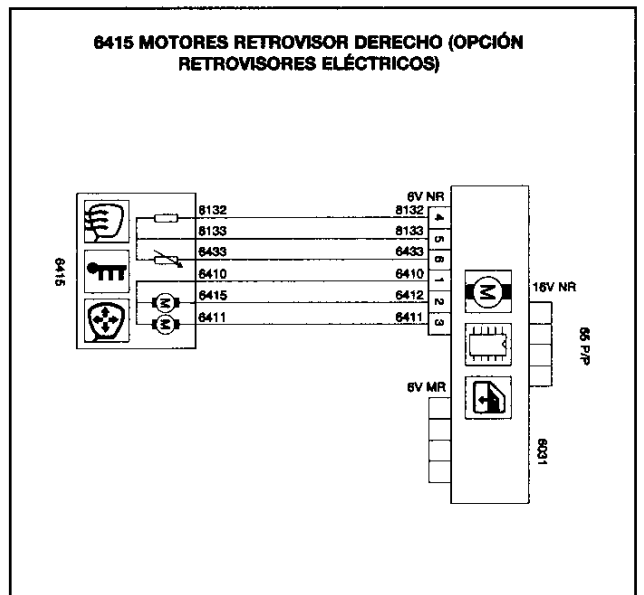 6415 MOTORES RETROVISOR DERECHO (OPCIÓN
RETROVISORES ELÉCTRICOS)
6V NR
8132 8132 4
8133 8133 5
6433 6433 6
6410 6410 1
6415 6412 2
6411 6411 3
6415
M
M
M
16V NR
55 P/P
6V MR
6031